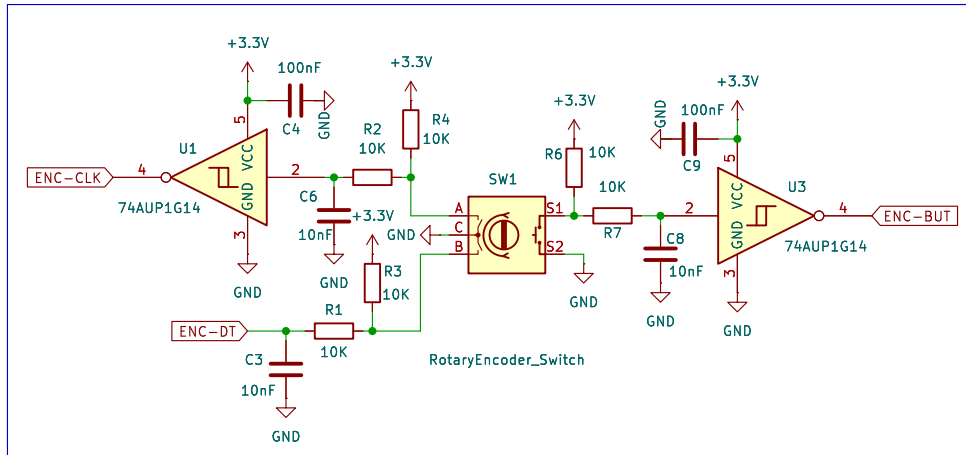 +3.3V
100nF
C4
GND
5
U1
VCC
GND
4
2
3
ENC-CLK
74AUP1G14
GND
R2
10K
+3.3V
R4
10K
C6
10nF
GND
+3.3V
R3
10K
ENC-DT
R1
10K
C3
10nF
GND
SW1
A
C
B
S1
S2
GND
RotaryEncoder_Switch
+3.3V
R6
10K
10K
R7
GND
C8
10nF
GND
GND
100nF
C9
+3.3V
5
U3
VCC
GND
2
4
3
74AUP1G14
ENC-BUT
GND